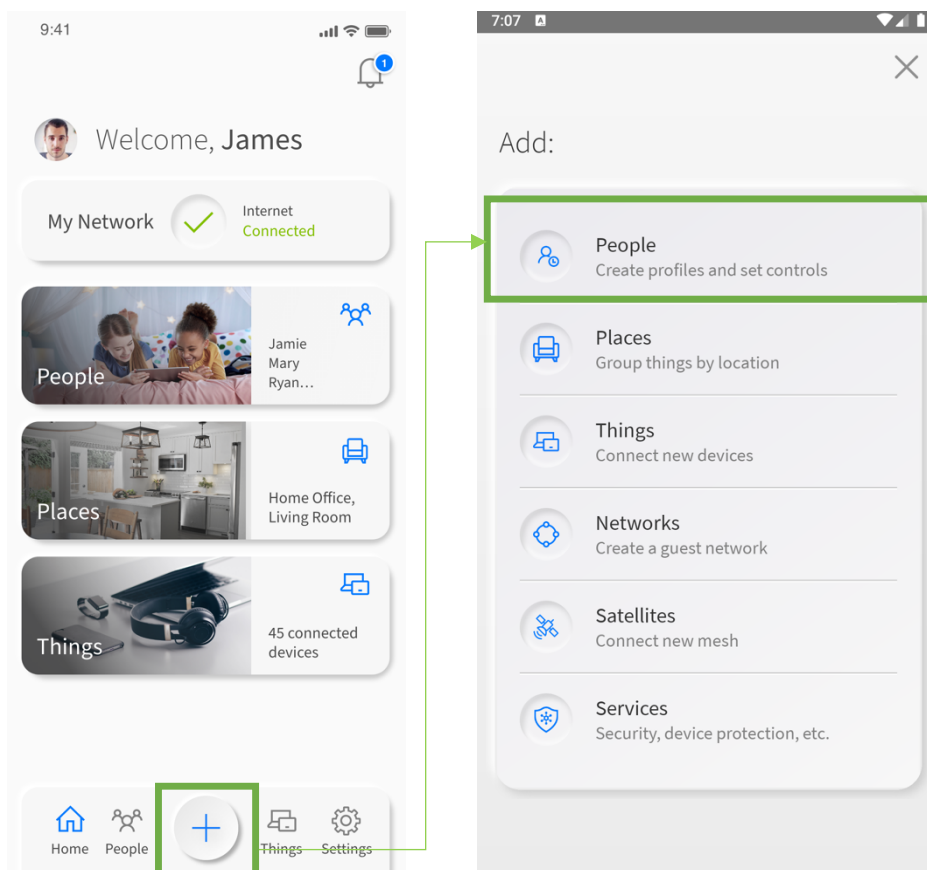 9:41
1
Welcome, James
My Network
Internet
Connected
People
Jamie
Mary
Ryan...
Places
Home Office,
Living Room
Things
45 connected
devices
Home
People
Things
Settings
7:07
A
Add:
People
Create profiles and set controls
Places
Group things by location
Things
Connect new devices
Networks
Create a guest network
Satellites
Connect new mesh
Services
Security, device protection, etc.